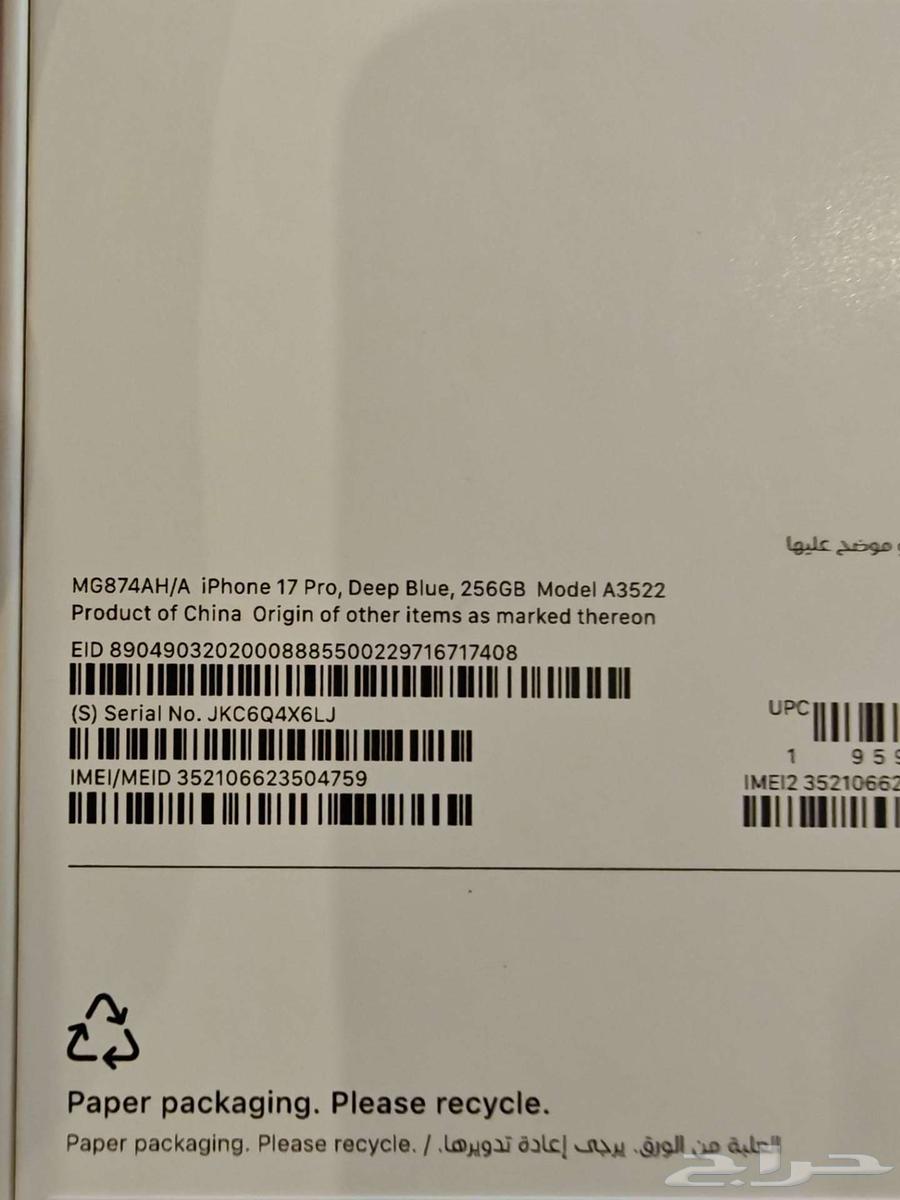 موضح عليها
MG874AH/A iPhone 17 Pro, Deep Blue, 256GB Model A3522
Product of China Origin of other items as marked thereon
EID 89049032020008885500229716717408
(S) Serial No. JKC6Q4X6LJ
UPC
1 959
IMEI/MEID 352106623504759
IMEI2 35210662
Paper packaging. Please recycle.
Paper packaging. Please recycle. / العلبة من الورق. يرجى إعادة تدويرها.
حراج